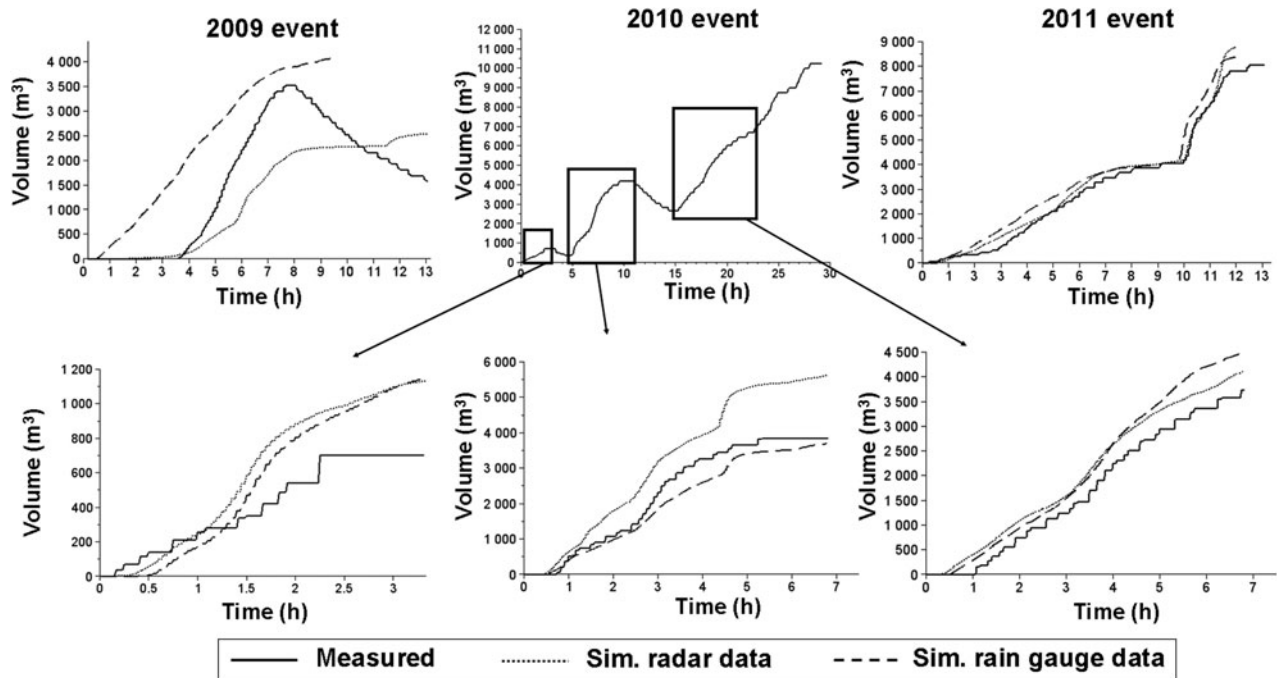 2009 event
4 000
3 500
3 000
2 500
2 000
1 500
1 000
500
0
Volume (m³)
0 1 2 3 4 5 6 7 8 9 10 11 12 13
Time (h)
2010 event
12 000
11 000
10 000
9 000
8 000
7 000
6 000
5 000
4 000
3 000
2 000
1 000
0
Volume (m³)
0 5 10 15 20 25 30
Time (h)
2011 event
9 000
8 000
7 000
6 000
5 000
4 000
3 000
2 000
1 000
0
Volume (m³)
0 1 2 3 4 5 6 7 8 9 10 11 12 13
Time (h)
1 200
1 000
800
600
400
200
0
Volume (m³)
0 0.5 1 1.5 2 2.5 3
Time (h)
6 000
5 000
4 000
3 000
2 000
1 000
0
Volume (m³)
0 1 2 3 4 5 6 7
Time (h)
4 500
4 000
3 500
3 000
2 500
2 000
1 500
1 000
500
0
Volume (m³)
0 1 2 3 4 5 6 7
Time (h)
Measured Sim. radar data Sim. rain gauge data